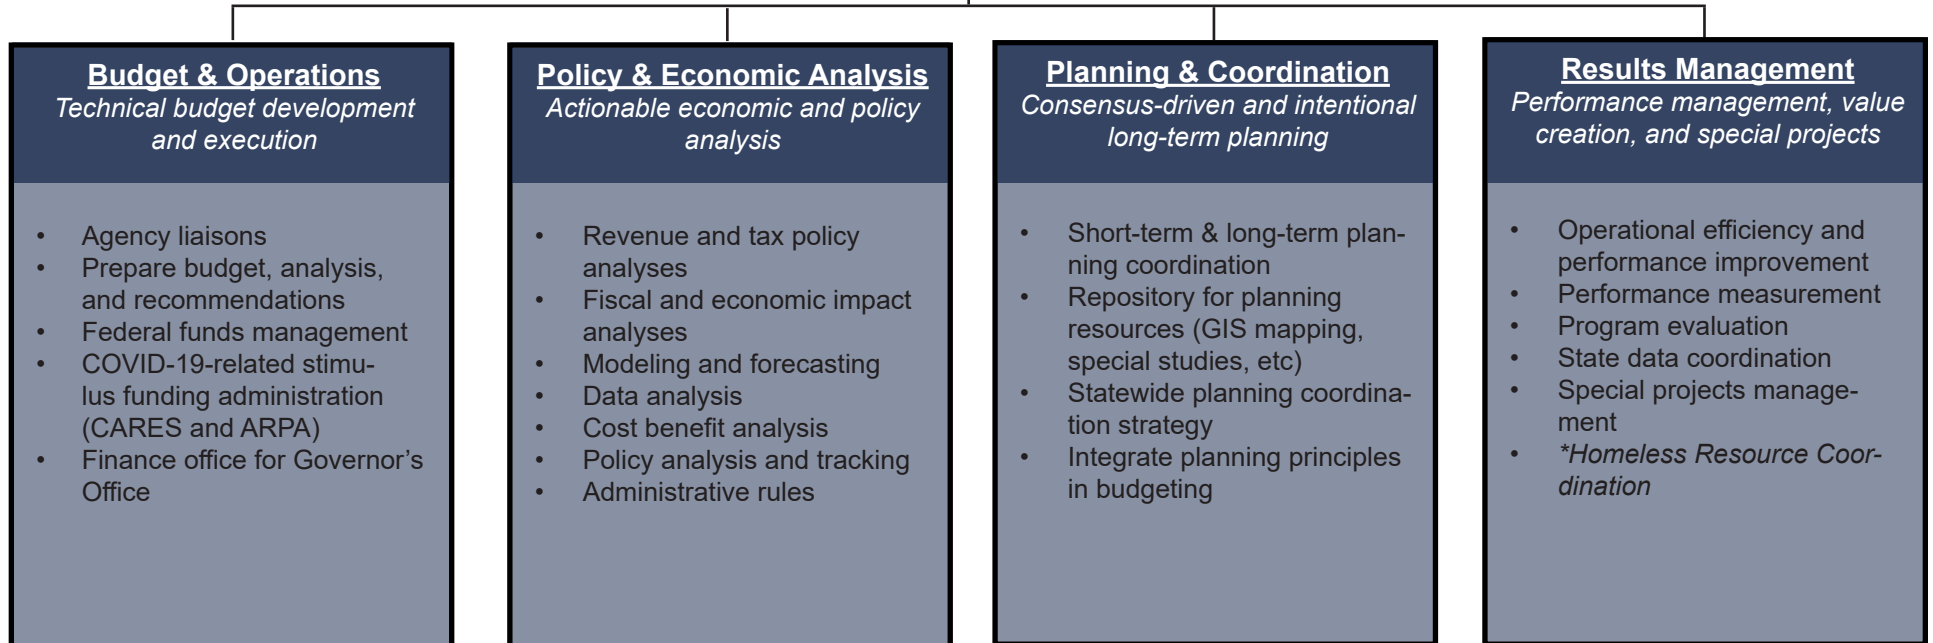 Budget & Operations
Technical budget development
and execution
• Agency liaisons
• Prepare budget, analysis,
and recommendations
• Federal funds management
• COVID-19-related stimu-
lus funding administration
(CARES and ARPA)
• Finance office for Governor's
Office
Policy & Economic Analysis
Actionable economic and policy
analysis
• Revenue and tax policy
analyses
• Fiscal and economic impact
analyses
• Modeling and forecasting
• Data analysis
• Cost benefit analysis
• Policy analysis and tracking
• Administrative rules
Planning & Coordination
Consensus-driven and intentional
long-term planning
• Short-term & long-term plan-
ning coordination
• Repository for planning
resources (GIS mapping,
special studies, etc)
• Statewide planning coordina-
tion strategy
• Integrate planning principles
in budgeting
Results Management
Performance management, value
creation, and special projects
• Operational efficiency and
performance improvement
• Performance measurement
• Program evaluation
• State data coordination
• Special projects manage-
ment
• *Homeless Resource Coor-
dination